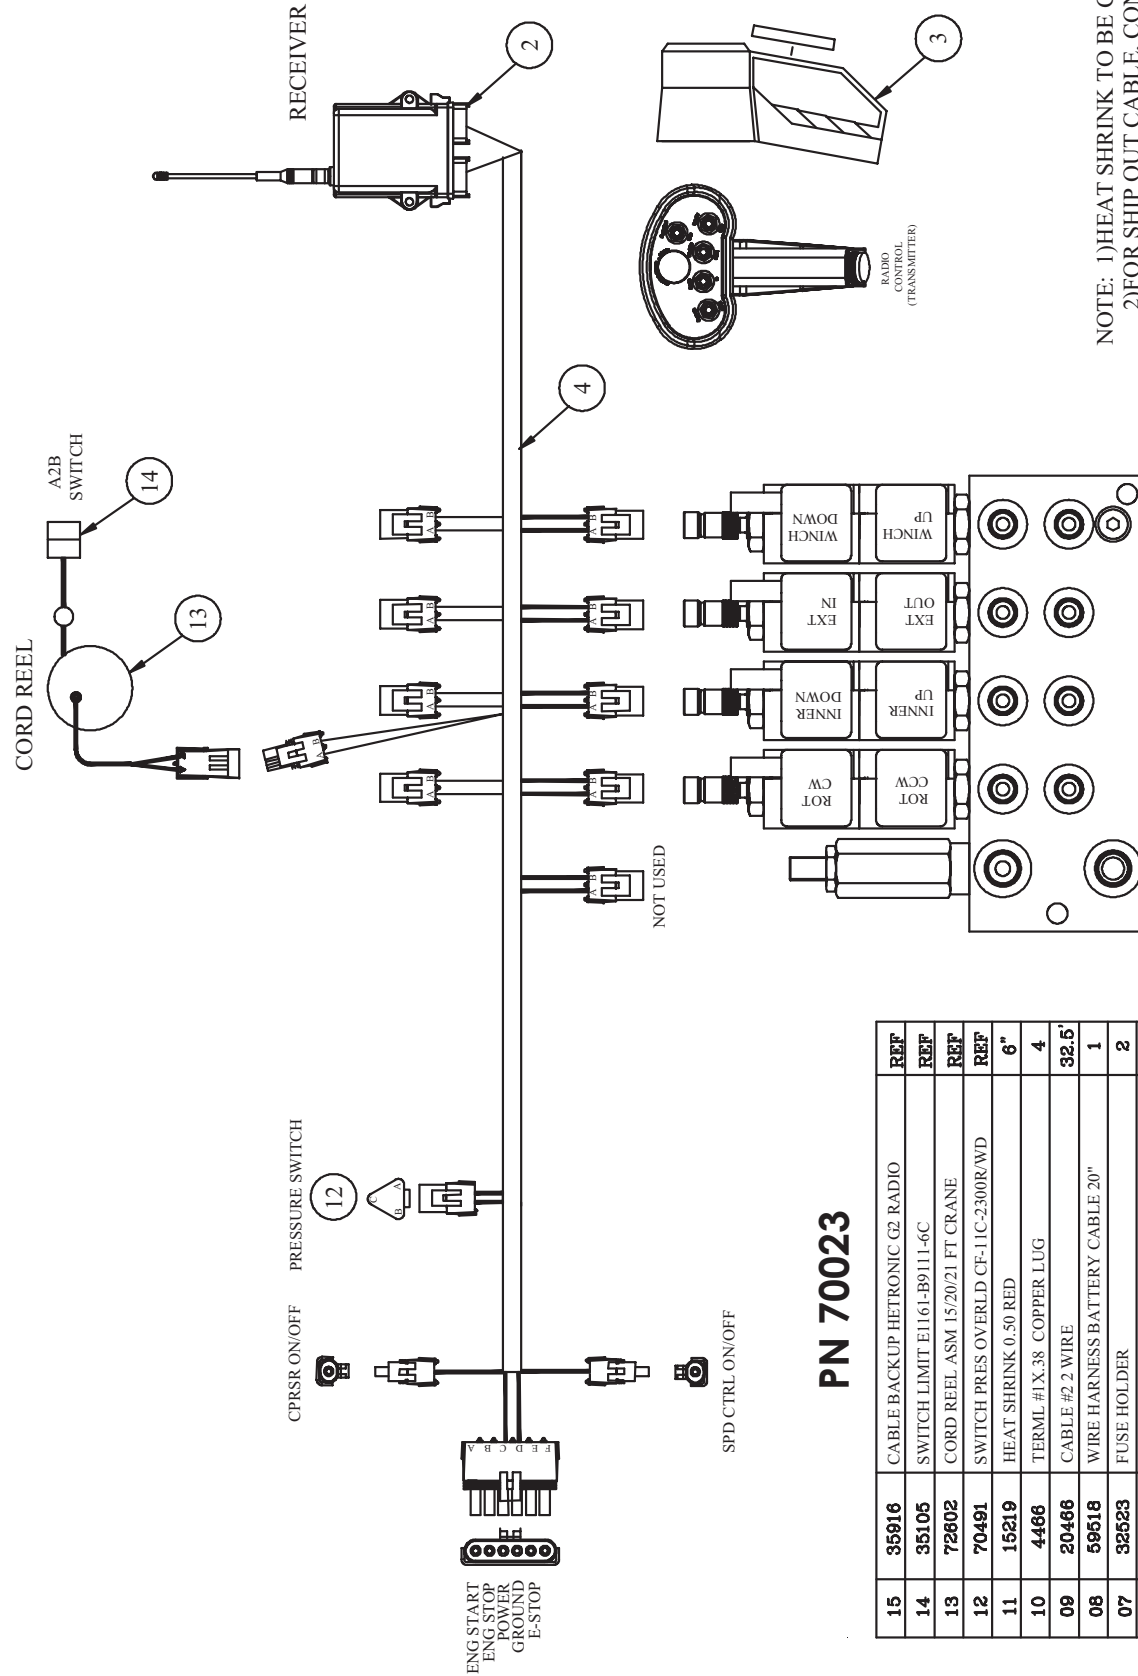 CORD REEL
A2B
SWITCH
14
13
RECEIVER
2
3
RADIO
CONTROL
(TRANSMITTER)
4
A B
A B
A B
A B
A B
A B
A B
A B
A B
A B
NOT USED
PRESSURE SWITCH
12
C
B A
CPRSR ON/OFF
SPD CTRL ON/OFF
A
B
C
D
E
F
ENG START
ENG STOP
POWER
GROUND
E-STOP
ROT
CW
ROT
CCW
INNER
DOWN
INNER
UP
EXT
IN
EXT
OUT
WINCH
DOWN
WINCH
UP
PN 70023
15 35916 CABLE BACKUP HETRONIC G2 RADIO REF
14 35105 SWITCH LIMIT E1161-B9111-6C REF
13 72602 CORD REEL ASM 15/20/21 FT CRANE REF
12 70491 SWITCH PRES OVERLD CF-11C-2300R/WD REF
11 15219 HEAT SHRINK 0.50 RED 6"
10 4466 TERML #1X.38 COPPER LUG 4
09 20466 CABLE #2 2 WIRE 32.5'
08 59518 WIRE HARNESS BATTERY CABLE 20" 1
07 32523 FUSE HOLDER 2
NOTE: 1)HEAT SHRINK TO BE
2)FOR SHIP OUT CABLE,